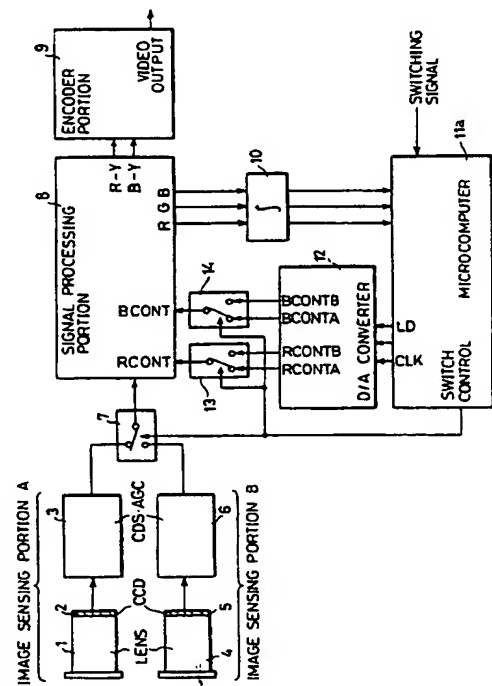 IMAGE SENSING PORTION A
1
2
3
LENS
CCD
CDS·AGC
4
5
6
IMAGE SENSING PORTION B
7
8
SIGNAL PROCESSING
PORTION
R-Y
B-Y
RCONT
BCONT
R
G
B
9
ENCODER
PORTION
VIDEO
OUTPUT
13
14
10
∫
RCONTA
RCONTB
BCONTA
BCONTB
12
D/A CONVERTER
CLK
LD
SWITCH
CONTROL
MICROCOMPUTER
11a
SWITCHING
SIGNAL